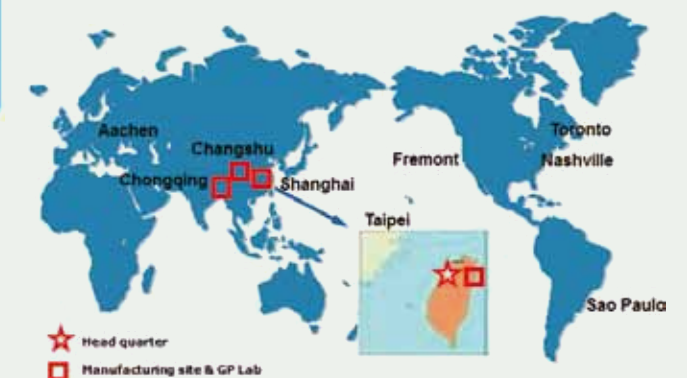 Aachen
Changshu
Chongqing
Shanghai
Fremont
Toronto
Nashville
Taipei
Sao Paulo
Head quarter
Manufacturing site & GP Lab